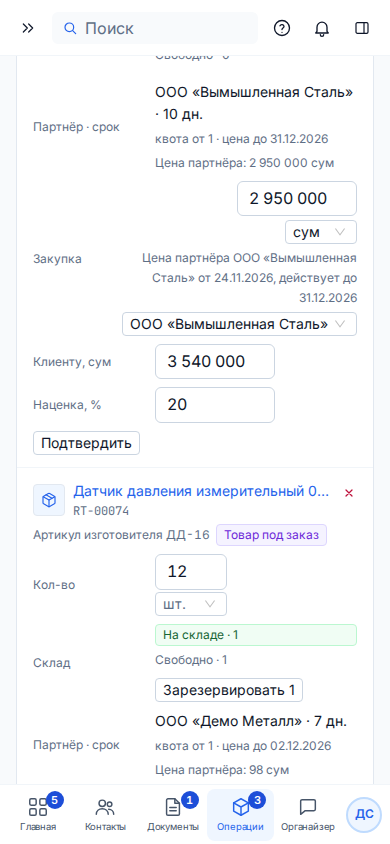 Поиск
Свободно · 0
ООО «Вымышленная Сталь»
· 10 дн.
Партнёр · срок
квота от 1 · цена до 31.12.2026
Цена партнёра: 2 950 000 сум
2 950 000
сум
Закупка
Цена партнёра ООО «Вымышленная
Сталь» от 24.11.2026, действует до
31.12.2026
ООО «Вымышленная Сталь»
Клиенту, сум
3 540 000
Наценка, %
20
Подтвердить
Датчик давления измерительный 0...
RT-00074
Артикул изготовителя ДД-16
Товар под заказ
Кол-во
12
шт.
На складе · 1
Склад
Свободно · 1
Зарезервировать 1
ООО «Демо Металл» · 7 дн.
Партнёр · срок
квота от 1 · цена до 02.12.2026
Цена партнёра: 98 сум
5
1
3
Главная
Контакты
Документы
Операции
Органайзер
ДС